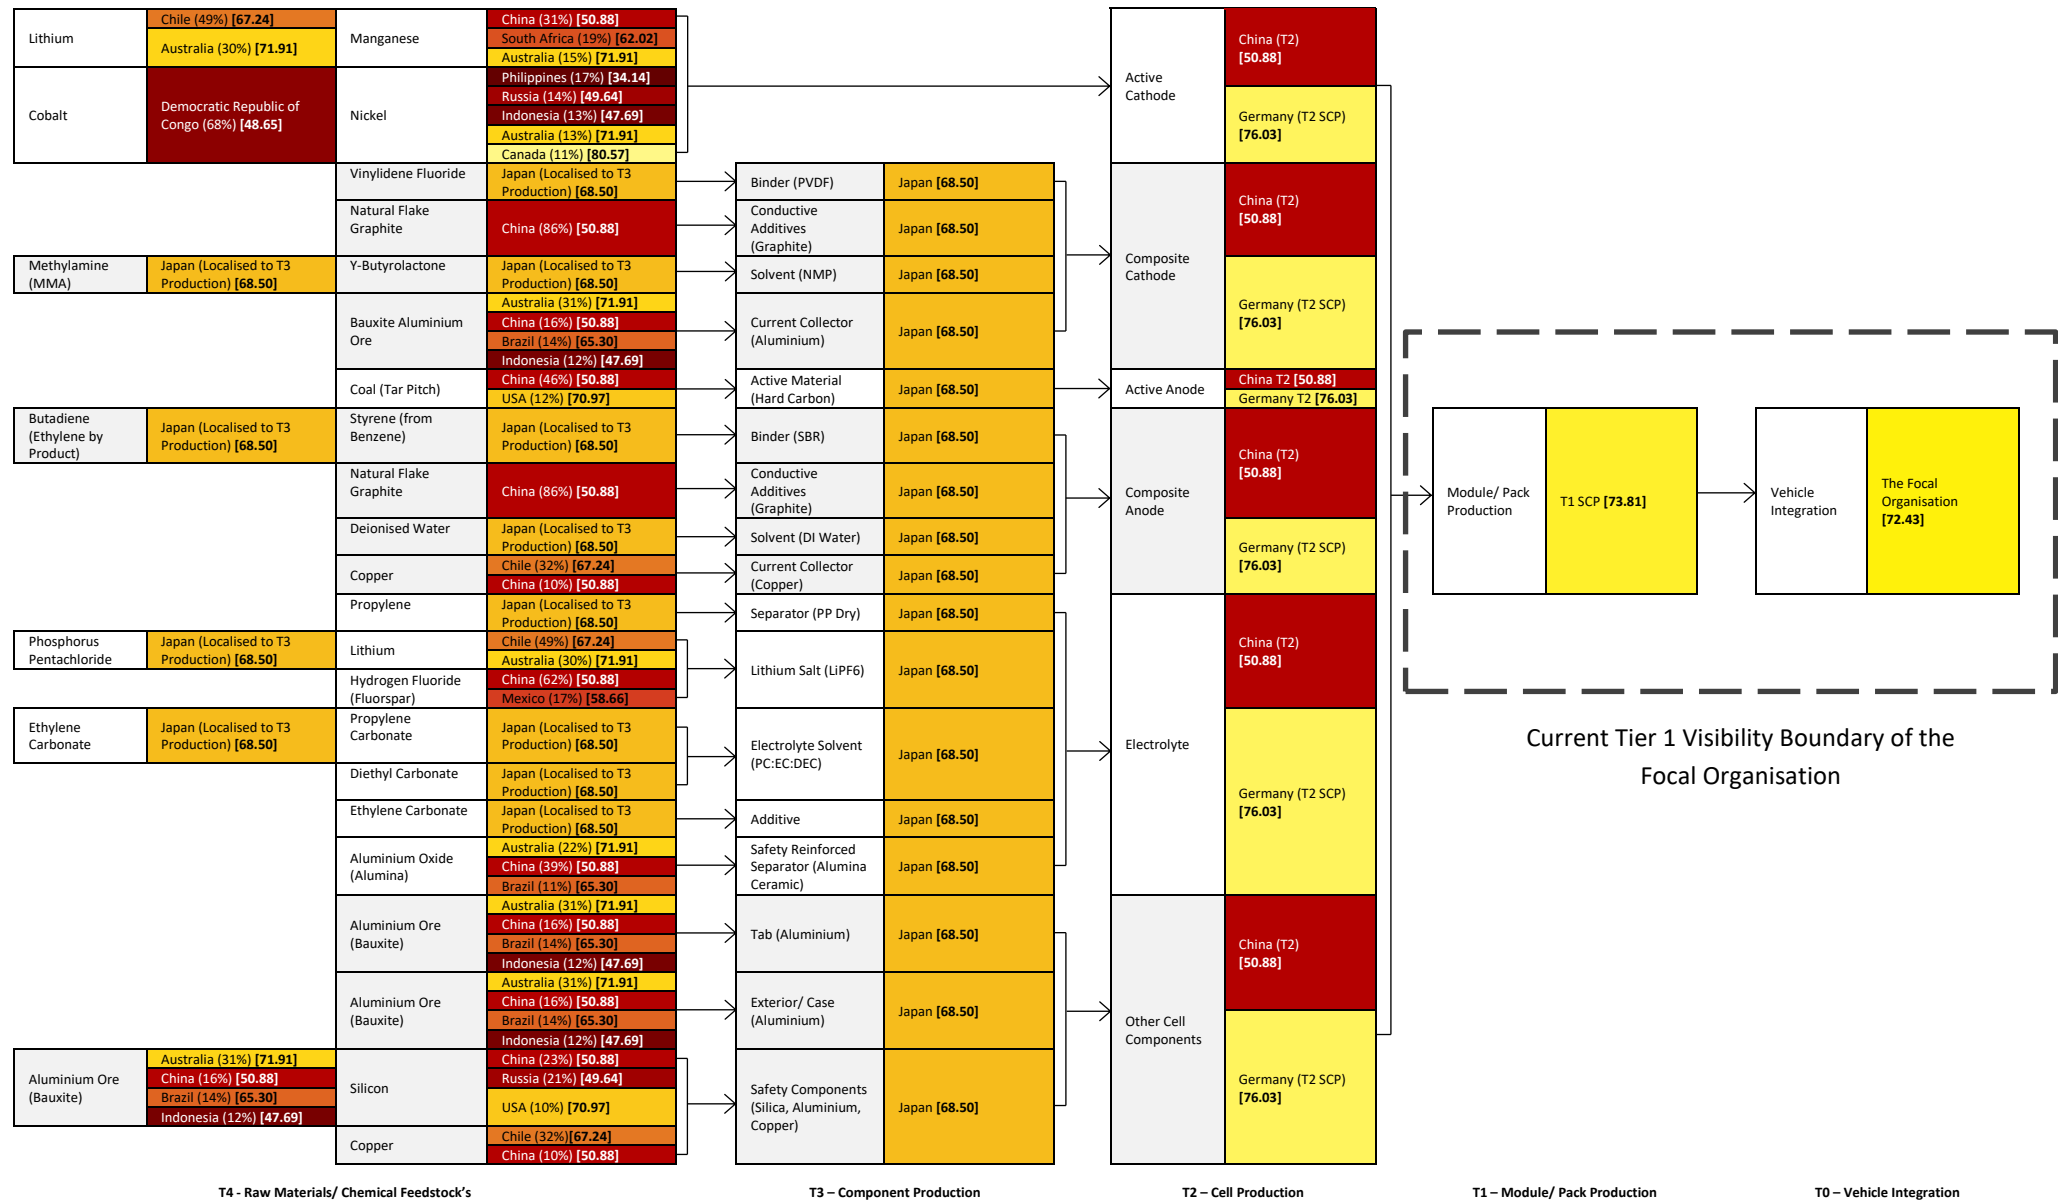 Lithium
Chile (49%) [67.24]
Australia (30%) [71.91]
Manganese
China (31%) [50.88]
South Africa (19%) [62.02]
Australia (15%) [71.91]
Cobalt
Democratic Republic of
Congo (68%) [48.65]
Nickel
Philippines (17%) [34.14]
Russia (14%) [49.64]
Indonesia (13%) [47.69]
Australia (13%) [71.91]
Canada (11%) [80.57]
Active
Cathode
China (T2)
[50.88]
Germany (T2 SCP)
[76.03]
Vinylidene Fluoride
Japan (Localised to T3
Production) [68.50]
Binder (PVDF)
Japan [68.50]
Natural Flake
Graphite
China (86%) [50.88]
Conductive
Additives
(Graphite)
Japan [68.50]
Methylamine
(MMA)
Japan (Localised to T3
Production) [68.50]
Y-Butyrolactone
Japan (Localised to T3
Production) [68.50]
Solvent (NMP)
Japan [68.50]
Bauxite Aluminium
Ore
Australia (31%) [71.91]
China (16%) [50.88]
Brazil (14%) [65.30]
Indonesia (12%) [47.69]
Current Collector
(Aluminium)
Japan [68.50]
Composite
Cathode
China (T2)
[50.88]
Germany (T2 SCP)
[76.03]
Coal (Tar Pitch)
China (46%) [50.88]
USA (12%) [70.97]
Active Material
(Hard Carbon)
Japan [68.50]
Active Anode
China T2 [50.88]
Germany T2 [76.03]
Butadiene
(Ethylene by
Product)
Japan (Localised to T3
Production) [68.50]
Styrene (from
Benzene)
Japan (Localised to T3
Production) [68.50]
Binder (SBR)
Japan [68.50]
Natural Flake
Graphite
China (86%) [50.88]
Conductive
Additives
(Graphite)
Japan [68.50]
Deionised Water
Japan (Localised to T3
Production) [68.50]
Solvent (DI Water)
Japan [68.50]
Copper
Chile (32%) [67.24]
China (10%) [50.88]
Current Collector
(Copper)
Japan [68.50]
Composite
Anode
China (T2)
[50.88]
Germany (T2 SCP)
[76.03]
Module/ Pack
Production
T1 SCP [73.81]
Vehicle
Integration
The Focal
Organisation
[72.43]
Propylene
Japan (Localised to T3
Production) [68.50]
Separator (PP Dry)
Japan [68.50]
Phosphorus
Pentachloride
Japan (Localised to T3
Production) [68.50]
Lithium
Chile (49%) [67.24]
Australia (30%) [71.91]
Hydrogen Fluoride
(Fluorspar)
China (62%) [50.88]
Mexico (17%) [58.66]
Lithium Salt (LiPF6)
Japan [68.50]
Ethylene
Carbonate
Japan (Localised to T3
Production) [68.50]
Propylene
Carbonate
Japan (Localised to T3
Production) [68.50]
Diethyl Carbonate
Japan (Localised to T3
Production) [68.50]
Electrolyte Solvent
(PC:EC:DEC)
Japan [68.50]
Ethylene Carbonate
Japan (Localised to T3
Production) [68.50]
Additive
Japan [68.50]
Aluminium Oxide
(Alumina)
Australia (22%) [71.91]
China (39%) [50.88]
Brazil (11%) [65.30]
Safety Reinforced
Separator (Alumina
Ceramic)
Japan [68.50]
Electrolyte
China (T2)
[50.88]
Germany (T2 SCP)
[76.03]
Current Tier 1 Visibility Boundary of the
Focal Organisation
Aluminium Ore
(Bauxite)
Australia (31%) [71.91]
China (16%) [50.88]
Brazil (14%) [65.30]
Indonesia (12%) [47.69]
Tab (Aluminium)
Japan [68.50]
Aluminium Ore
(Bauxite)
Australia (31%) [71.91]
China (16%) [50.88]
Brazil (14%) [65.30]
Indonesia (12%) [47.69]
Exterior/ Case
(Aluminium)
Japan [68.50]
Aluminium Ore
(Bauxite)
Australia (31%) [71.91]
China (16%) [50.88]
Brazil (14%) [65.30]
Indonesia (12%) [47.69]
Silicon
China (23%) [50.88]
Russia (21%) [49.64]
USA (10%) [70.97]
Copper
Chile (32%)[67.24]
China (10%) [50.88]
Safety Components
(Silica, Aluminium,
Copper)
Japan [68.50]
Other Cell
Components
China (T2)
[50.88]
Germany (T2 SCP)
[76.03]
T4 - Raw Materials/ Chemical Feedstock's
T3 – Component Production
T2 – Cell Production
T1 – Module/ Pack Production
T0 – Vehicle Integration